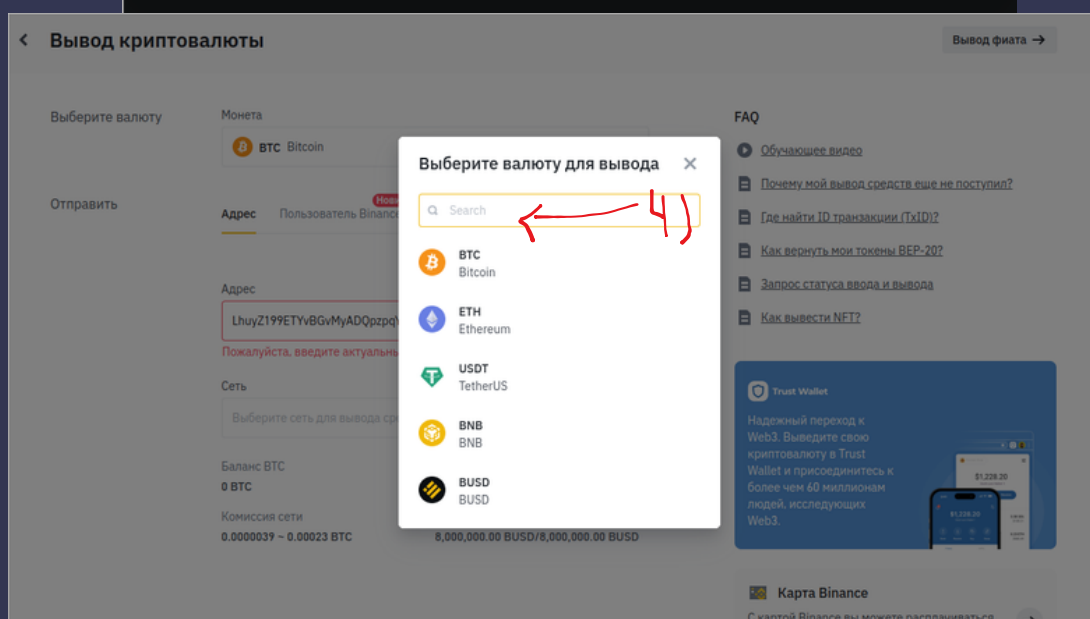 Вывод криптовалюты
Вывод фиата →
Выберите валюту
Монета
BTC Bitcoin
Отправить
Адрес
Пользователь Binance
Адрес
LhuyZ199ETYvBGvMyADQpzpq
Пожалуйста, введите актуальн
Сеть
Выберите сеть для вывода ср
Баланс BTC
0 BTC
Комиссия сети
0.0000039 ~ 0.00023 BTC
8,000,000.00 BUSD/8,000,000.00 BUSD
Выберите валюту для вывода
Search
4)
BTC
Bitcoin
ETH
Ethereum
USDT
TetherUS
BNB
BNB
BUSD
BUSD
FAQ
Обучающее видео
Почему мой вывод средств еще не поступил?
Где найти ID транзакции (TxID)?
Как вернуть мои токены BEP-20?
Запрос статуса ввода и вывода
Как вывести NFT?
Trust Wallet
Надежный переход к
Web3. Выведите свою
криптовалюту в Trust
Wallet и присоединитесь к
более чем 60 миллионам
людей, исследующих
Web3.
$1,228.20
$1,228.20
Карта Binance
С картой Binance вы можете расплачиваться